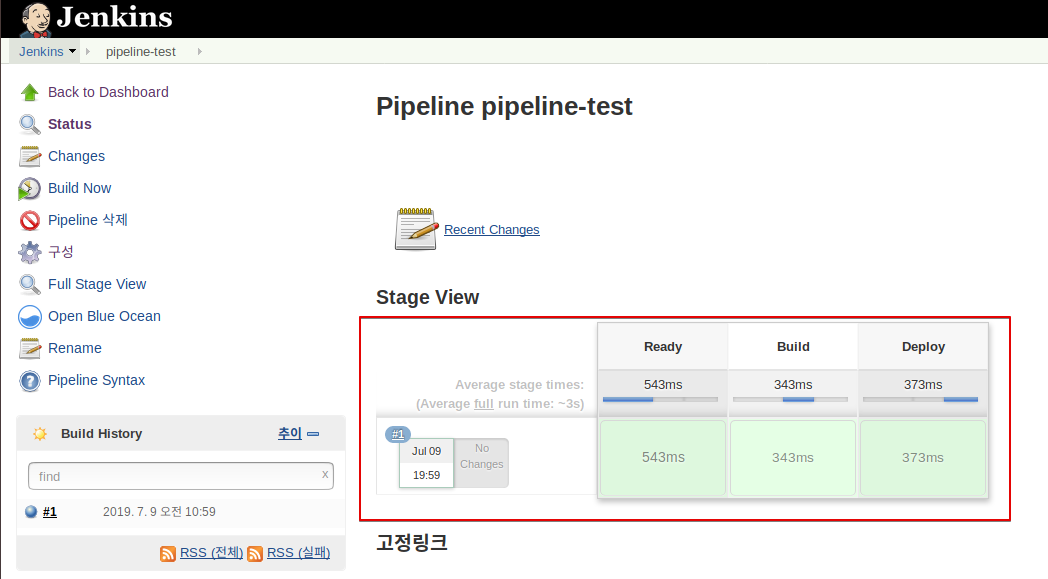 Jenkins
Jenkins
pipeline-test
Back to Dashboard
Status
Changes
Build Now
Pipeline 삭제
구성
Full Stage View
Open Blue Ocean
Rename
Pipeline Syntax
Build History
추이
find
x
#1
2019. 7. 9 오전 10:59
RSS (전체)
RSS (실패)
Pipeline pipeline-test
Recent Changes
Stage View
Ready
Build
Deploy
Average stage times:
(Average full run time: ~3s)
543ms
343ms
373ms
#1
Jul 09
19:59
No
Changes
543ms
343ms
373ms
고정링크